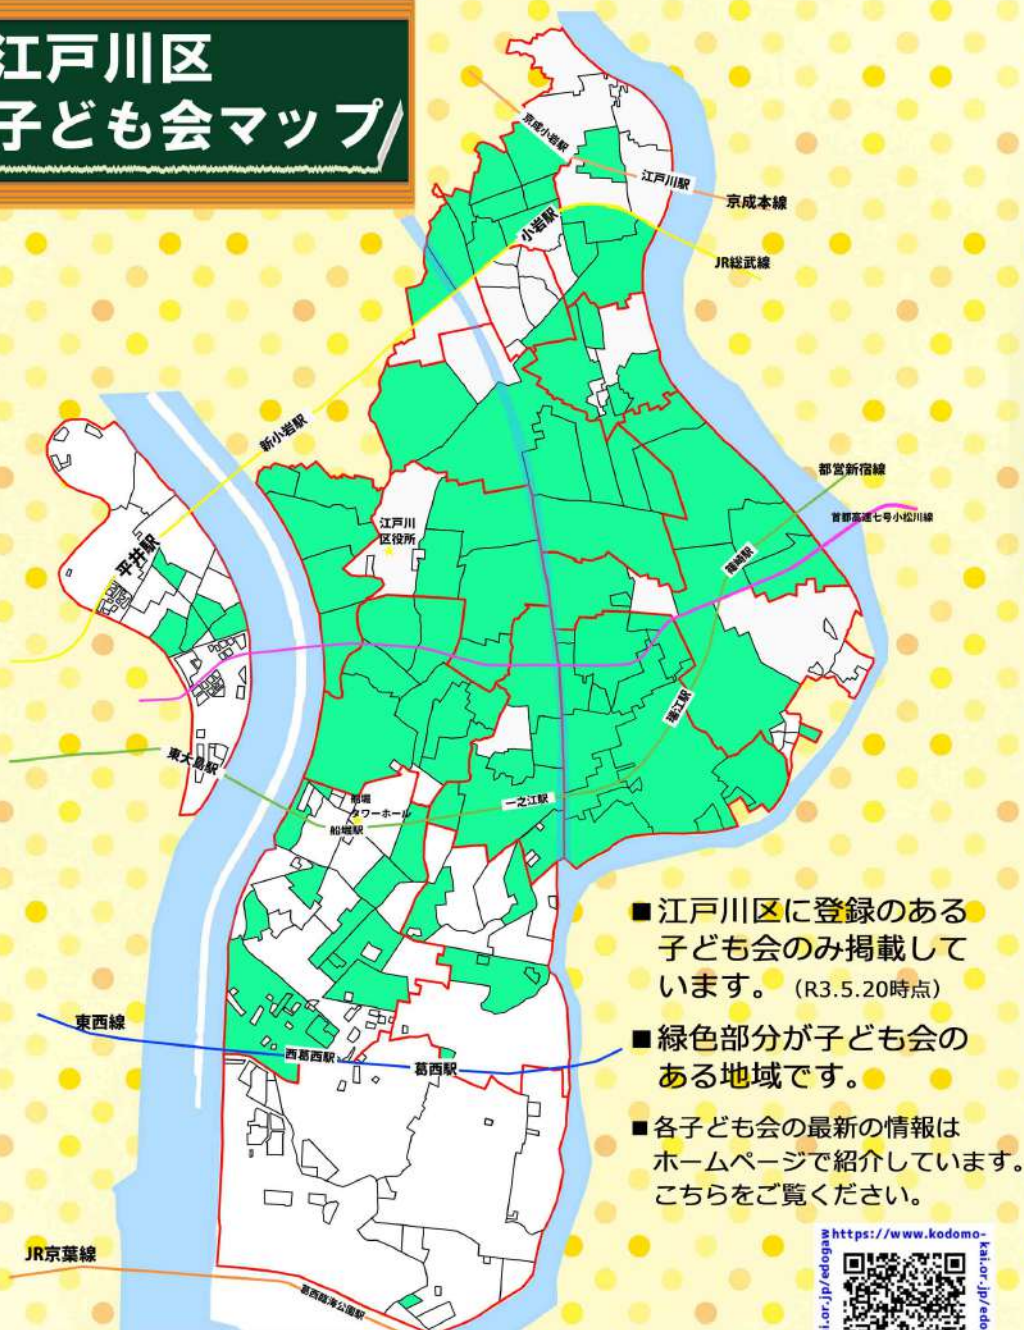 江戸川区
子ども会マップ
京成小岩駅
江戸川駅
京成本線
小岩駅
JR総武線
新小岩駅
都営新宿線
首都高速七号小松川線
江戸川
区役所
平井駅
篠崎駅
瑞江駅
東大島駅
船堀
タワーホール
一之江駅
船堀駅
■江戸川区に登録のある
子ども会のみ掲載して
います。（R3.5.20時点）
東西線
西葛西駅
葛西駅
■緑色部分が子ども会の
ある地域です。
■各子ども会の最新の情報は
ホームページで紹介しています。
こちらをご覧ください。
JR京葉線
葛西臨海公園駅
https://www.kodomo-
kai.or.jp/edo
i.or.jp/edogaw